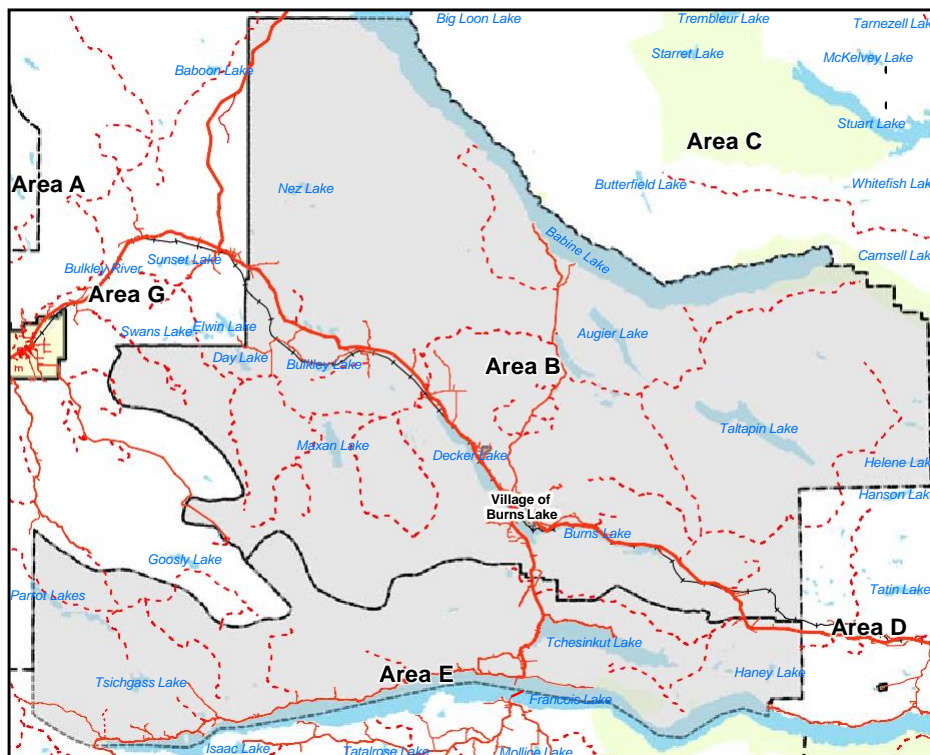 Big Loon Lake
Trembleur Lake
Tarnezell Lak
Starret Lake
McKelvey Lake
Baboon Lake
Stuart Lake
Area C
Area A
Nez Lake
Butterfield Lake
Whitefish Lak
Babine Lake
Sunset Lake
Bulkley River
Camsell Lak
Area G
Swans Lake
Elwin Lake
Augier Lake
Day Lake
Bulkley Lake
Area B
Taltapin Lake
Maxan Lake
Decker Lake
Helene Lak
Village of
Burns Lake
Hanson Lak
Burns Lake
Goosly Lake
Parrot Lakes
Tatin Lake
Area D
Tchesinkut Lake
Area E
Haney Lake
Tsichgass Lake
Francois Lake
Isaac Lake
Tatalrose Lake
Mollice Lake